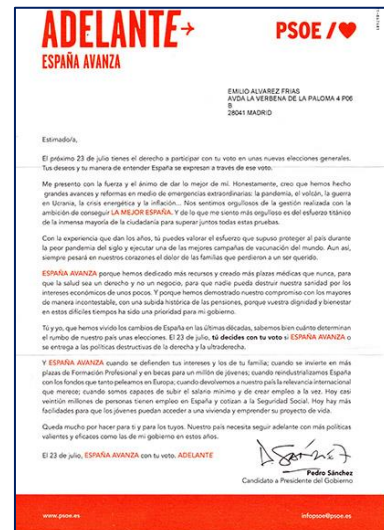 ADELANTE→
ESPAÑA AVANZA
PSOE / ♥
EMILIO ALVAREZ FRIAS
AVDA LA VERBENA DE LA PALOMA 4 P06
B
28041 MADRID
Estimado/a,
El próximo 23 de julio tienes el derecho a participar con tu voto en unas nuevas elecciones generales.
Tus deseos y tu manera de entender España se expresan a través de ese voto.
Me presento con la fuerza y el ánimo de dar lo mejor de mí. Honestamente, creo que hemos hecho
grandes avances y reformas en medio de emergencias extraordinarias: la pandemia, el volcán, la guerra
en Ucrania, la crisis energética y la inflación... Nos sentimos orgullosos de la gestión realizada con la
ambición de conseguir LA MEJOR ESPAÑA. Y de lo que me siento más orgulloso es del esfuerzo titánico
de la inmensa mayoría de la ciudadanía para superar juntos todas estas pruebas.
Con la experiencia que dan los años, tú puedes valorar el esfuerzo que supuso proteger al país durante
la peor pandemia del siglo y ejecutar una de las mejores campañas de vacunación del mundo. Aun así,
siempre pesará en nuestros corazones el dolor de las familias que perdieron a un ser querido.
ESPAÑA AVANZA porque hemos dedicado más recursos y creado más plazas médicas que nunca, para
que la salud sea un derecho y no un negocio, para que nadie pueda destruir nuestra sanidad por los
intereses económicos de unos pocos. Y porque hemos demostrado nuestro compromiso con los mayores
de manera incontestable, con una subida histórica de las pensiones, porque vuestra dignidad y bienestar
en estos difíciles tiempos ha sido una prioridad para mi gobierno.
Tú y yo, que hemos vivido los cambios de España en las últimas décadas, sabemos bien cuánto determinan
el rumbo de nuestro país unas elecciones. El 23 de julio, tú decides con tu voto si ESPAÑA AVANZA o
se entrega a las políticas destructivas de la derecha y la ultraderecha.
Y ESPAÑA AVANZA cuando se defienden tus intereses y los de tu familia; cuando se invierte en más
plazas de Formación Profesional y en becas para un millón de jóvenes; cuando reindustrializamos España
con los fondos que tanto peleamos en Europa; cuando devolvemos a nuestro país la relevancia internacional
que merece; cuando somos capaces de subir el salario mínimo y de crear empleo a la vez. Hoy casi
veintiún millones de personas tienen empleo en España y cotizan a la Seguridad Social. Hoy hay más
facilidades para que los jóvenes puedan acceder a una vivienda y emprender su proyecto de vida.
Queda mucho por hacer para ti y para los tuyos. Nuestro país necesita seguir adelante con más políticas
valientes y eficaces como las de mi gobierno en estos años.
El 23 de julio, ESPAÑA AVANZA con tu voto. ADELANTE
Pedro Sánchez
Candidato a Presidente del Gobierno
www.psoe.es
infopsoe@psoe.es